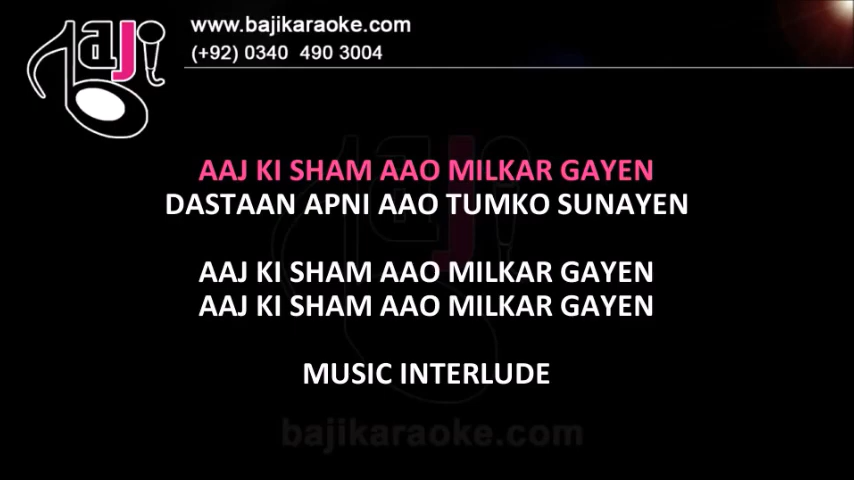 www.bajikaraoke.com
(+92) 0340 490 3004
baji
AAJ KI SHAM AAO MILKAR GAYEN
DASTAAN APNI AAO TUMKO SUNAYEN
AAJ KI SHAM AAO MILKAR GAYEN
AAJ KI SHAM AAO MILKAR GAYEN
MUSIC INTERLUDE
bajikaraoke.com